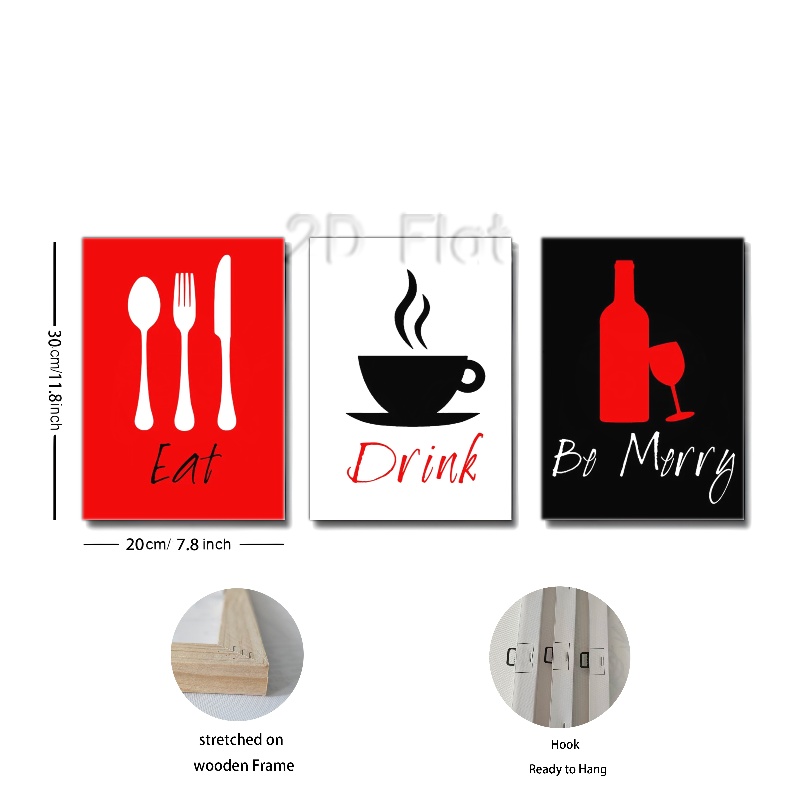 2D Flat
30cm/11.8inch
Eat
Drink
Be Merry
20cm/ 7.8 inch
stretched on
wooden Frame
Hook
Ready to Hang